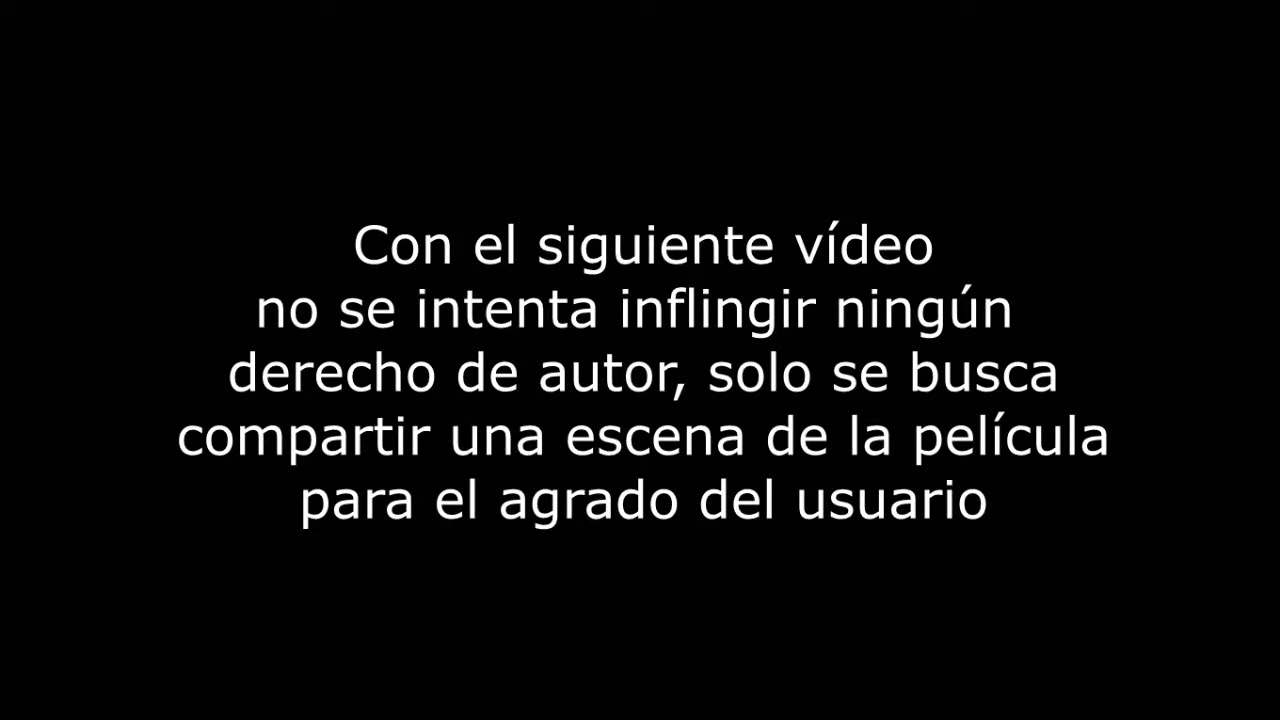 Con el siguiente vídeo
no se intenta inflingir ningún
derecho de autor, solo se busca
compartir una escena de la película
para el agrado del usuario